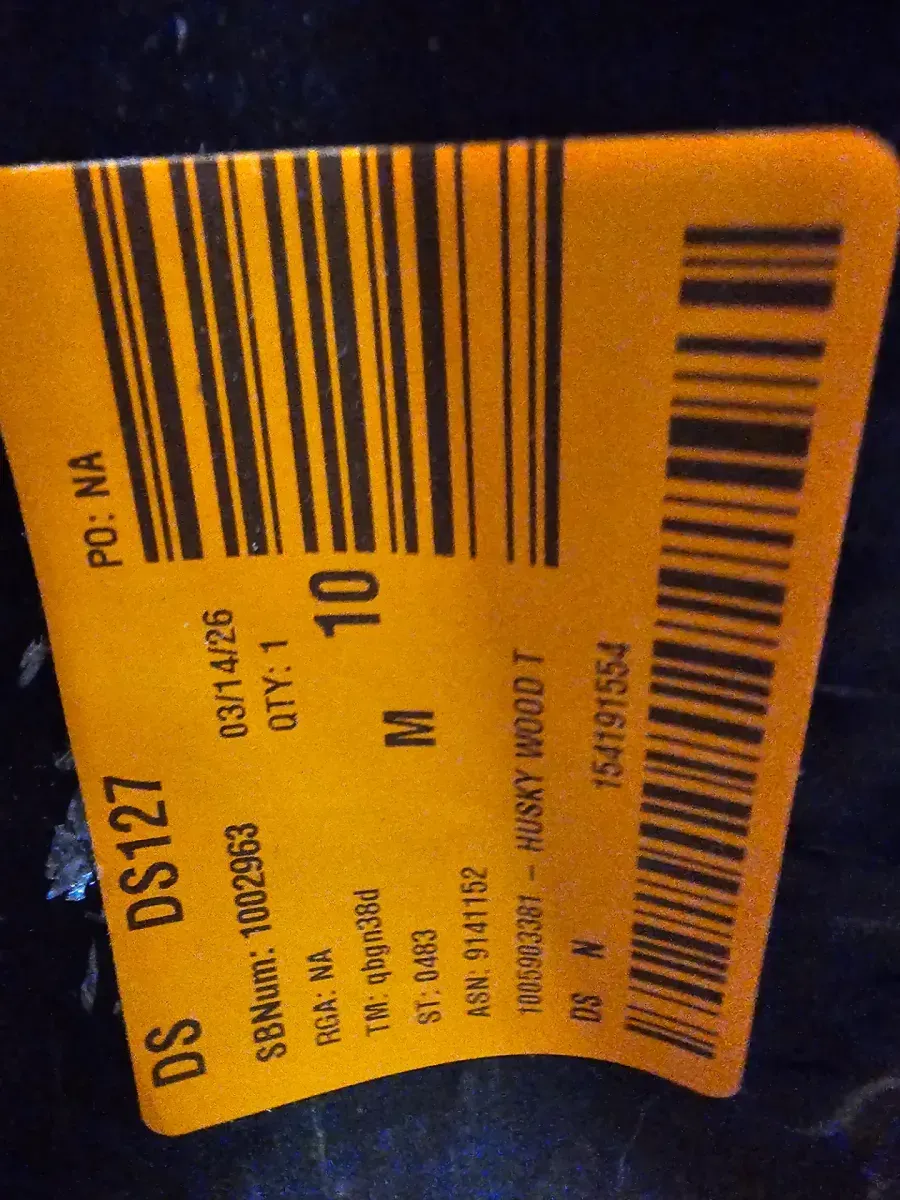 DS DS127 PO: NA
SBNum: 1002963 03/14/26
RGA: NA QTY: 1
TM: qbgn38d 10
ST: 0483 M
ASN: 9141152
1005903381 – HUSKY WOOD T
DS N 154191554